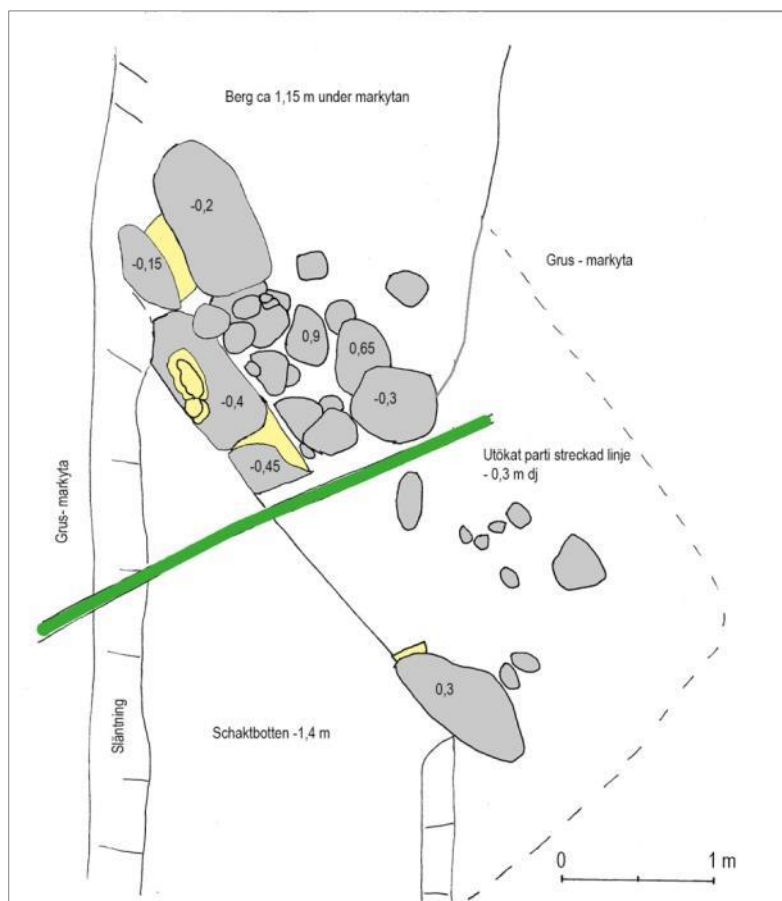 Berg ca 1,15 m under markytan
-0,2
-0,15
Grus - markyta
0,9
0,65
-0,4
-0,3
-0,45
Utökat parti streckad linje
- 0,3 m dj
Grus- markyta
0,3
Släntning
Schaktbotten -1,4 m
0
1 m